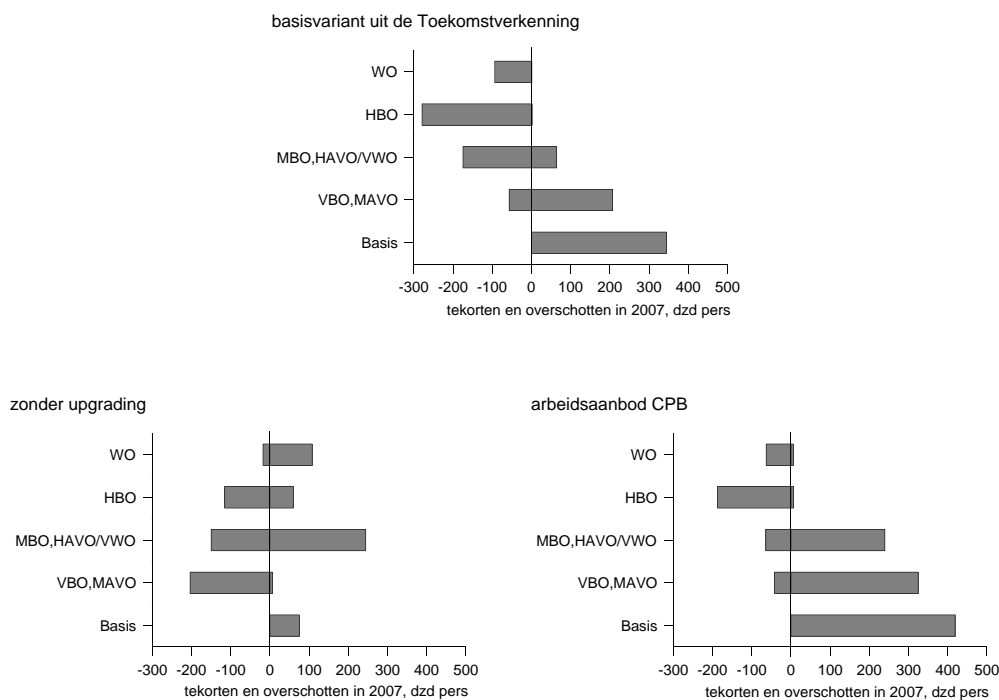 basisvariant uit de Toekomstverkenning
WO
HBO
MBO,HAVO/VWO
VBO,MAVO
Basis
-300 -200 -100 0 100 200 300 400 500
tekorten en overschotten in 2007, dzd pers
zonder upgrading
WO
HBO
MBO,HAVO/VWO
VBO,MAVO
Basis
-300 -200 -100 0 100 200 300 400 500
tekorten en overschotten in 2007, dzd pers
arbeidsaanbod CPB
WO
HBO
MBO,HAVO/VWO
VBO,MAVO
Basis
-300 -200 -100 0 100 200 300 400 500
tekorten en overschotten in 2007, dzd pers